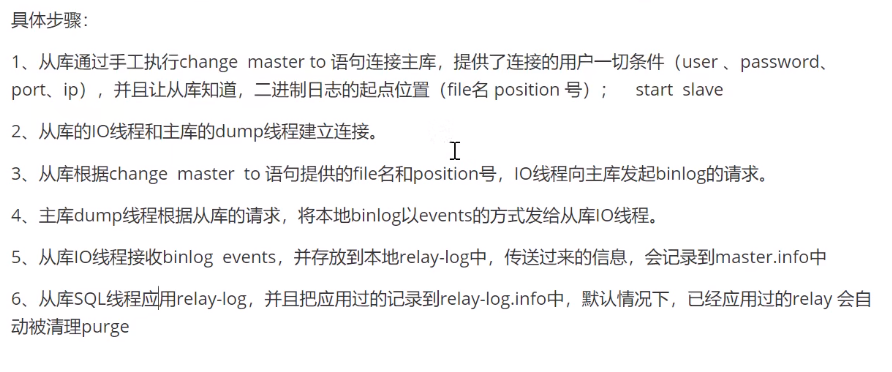 具体步骤：
1、从库通过手工执行change master to 语句连接主库，提供了连接的用户一切条件（user 、password、
port、ip），并且让从库知道，二进制日志的起点位置（file名 position 号）； start slave
2、从库的IO线程和主库的dump线程建立连接。
3、从库根据change master to 语句提供的file名和position号，IO线程向主库发起binlog的请求。
4、主库dump线程根据从库的请求，将本地binlog以events的方式发给从库IO线程。
5、从库IO线程接收binlog events，并存放到本地relay-log中，传送过来的信息，会记录到master.info中
6、从库SQL线程应用relay-log，并且把应用过的记录到relay-log.info中，默认情况下，已经应用过的relay 会自
动被清理purge